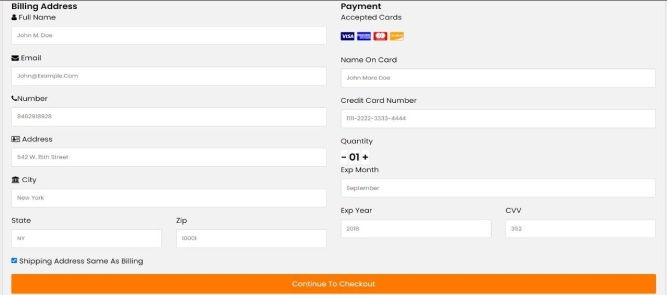 Billing Address
Full Name
John M. Doe
Email
John@Example.Com
Number
8462918928
Address
542 W. 15th Street
City
New York
State
Zip
NY
10001
Shipping Address Same As Billing
Payment
Accepted Cards
VISA
Name On Card
John More Doe
Credit Card Number
1111-2222-3333-4444
Quantity
- 01 +
Exp Month
September
Exp Year
CVV
2018
352
Continue To Checkout